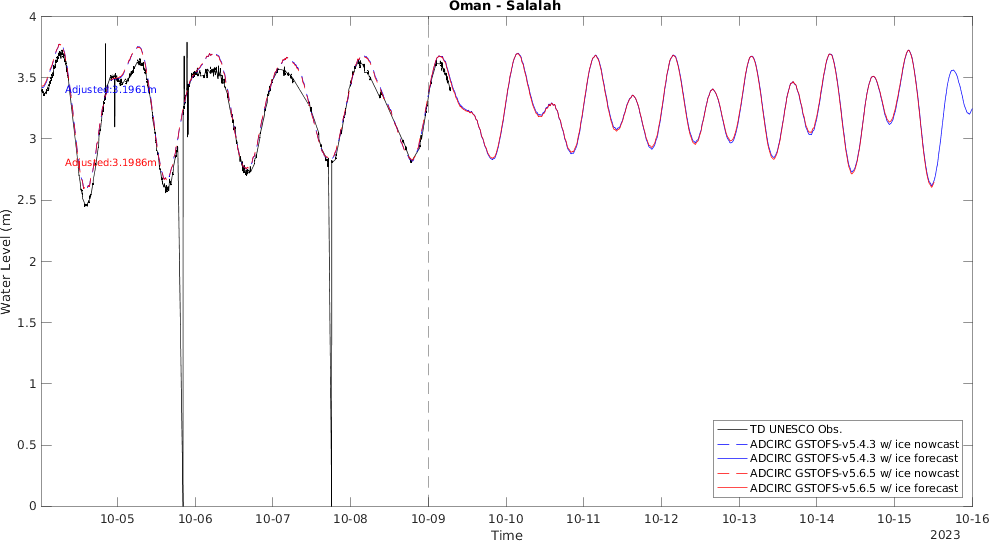 Oman - Salalah
4
3.5
3
2.5
2
1.5
1
0.5
0
Water Level (m)
Adjusted:3.1961m
Adjusted:3.1986m
TD UNESCO Obs.
ADCIRC GSTOFS-v5.4.3 w/ ice nowcast
ADCIRC GSTOFS-v5.4.3 w/ ice forecast
ADCIRC GSTOFS-v5.6.5 w/ ice nowcast
ADCIRC GSTOFS-v5.6.5 w/ ice forecast
10-05 10-06 10-07 10-08 10-09 10-10 10-11 10-12 10-13 10-14 10-15 10-16
Time
2023